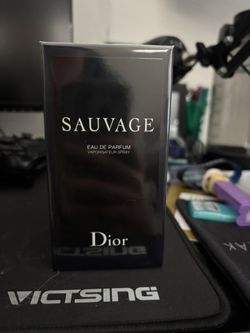 SAUVAGE
EAU DE PARFUM
VAPORISATEUR SPRAY
Dior
VICTSING